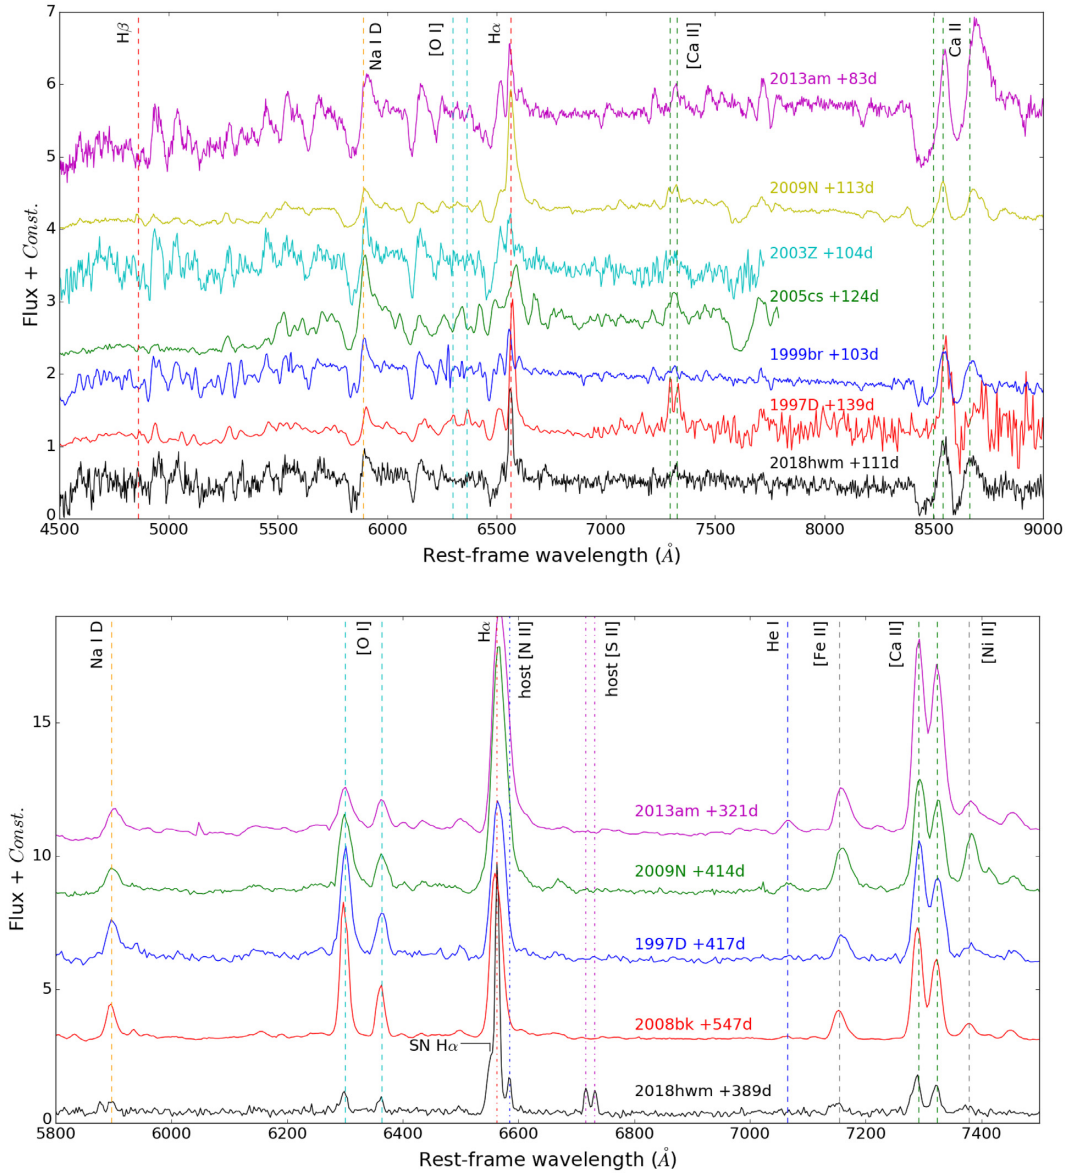 7
6
5
4
3
2
1
0
Flux + Const.
Hβ
Na I D
[O I]
Hα
[Ca II]
Ca II
2013am +83d
2009N +113d
2003Z +104d
2005cs +124d
1999br +103d
1997D +139d
2018hwm +111d
4500 5000 5500 6000 6500 7000 7500 8000 8500 9000
Rest-frame wavelength (Å)
15
10
5
0
Flux + Const.
Na I D
[O I]
Hα
host [N II]
host [S II]
He I
[Fe II]
[Ca II]
[Ni II]
2013am +321d
2009N +414d
1997D +417d
2008bk +547d
SN Hα
2018hwm +389d
5800 6000 6200 6400 6600 6800 7000 7200 7400
Rest-frame wavelength (Å)